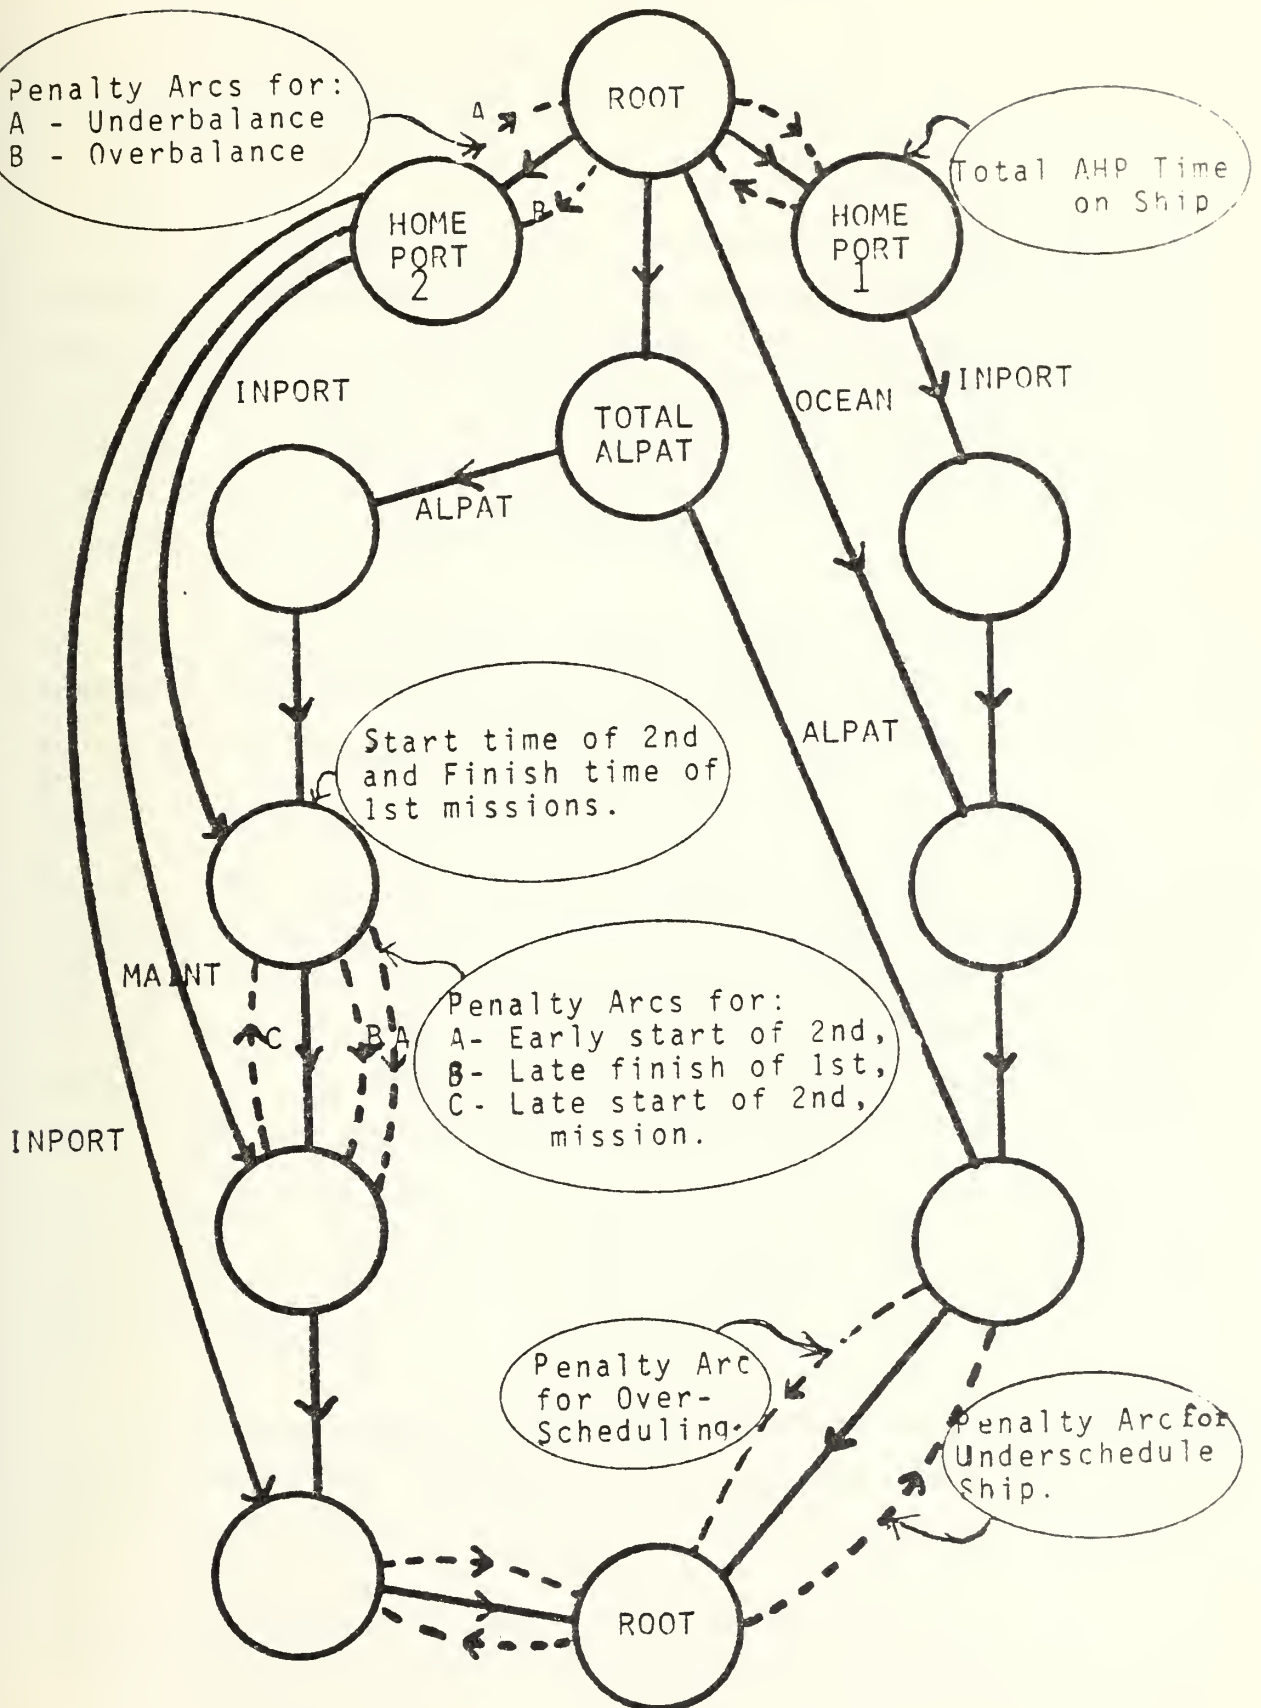 Penalty Arcs for:
A - Underbalance
B - Overbalance
A
ROOT
B
Total AHP Time
on Ship
HOME
PORT
2
HOME
PORT
1
INPORT
OCEAN
INPORT
TOTAL
ALPAT
ALPAT
Start time of 2nd
and Finish time of
1st missions.
ALPAT
MAINT
C
B
A
Penalty Arcs for:
A- Early start of 2nd,
B- Late finish of 1st,
C- Late start of 2nd,
mission.
INPORT
Penalty Arc
for Over-
Scheduling.
Penalty Arc for
Underschedule
Ship.
ROOT